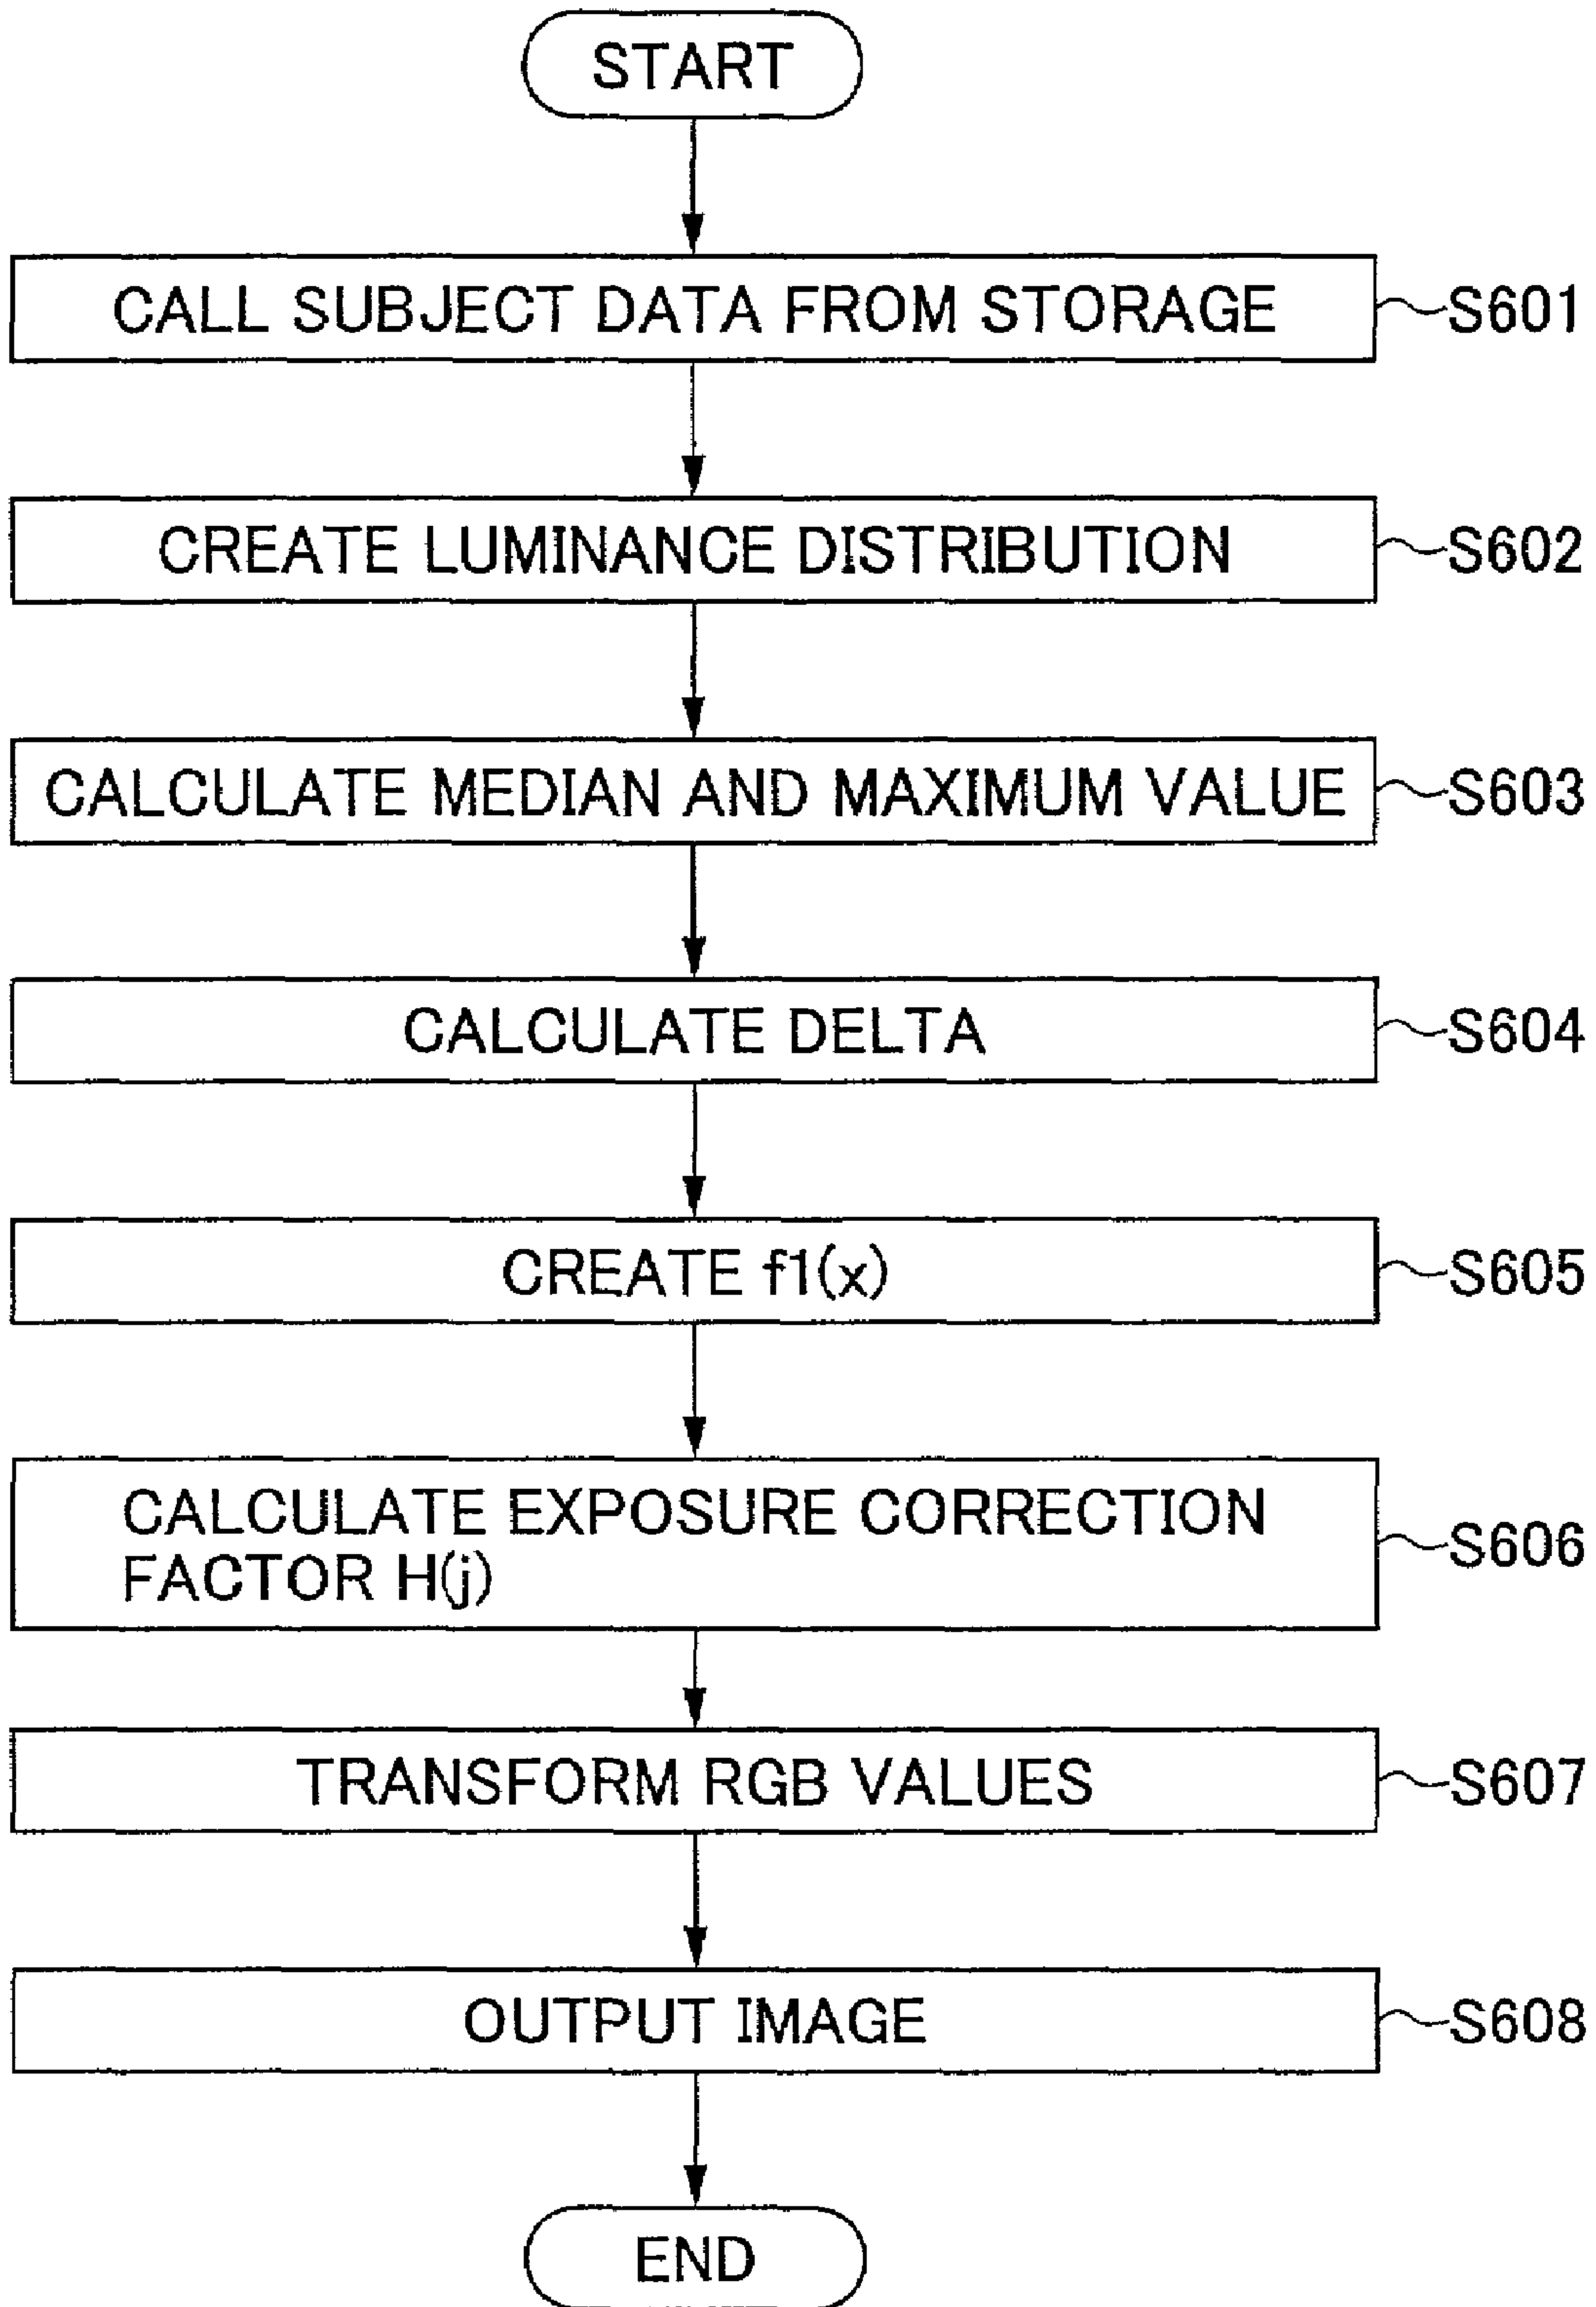 START
CALL SUBJECT DATA FROM STORAGE
S601
CREATE LUMINANCE DISTRIBUTION
S602
CALCULATE MEDIAN AND MAXIMUM VALUE
S603
CALCULATE DELTA
S604
CREATE f1(x)
S605
CALCULATE EXPOSURE CORRECTION
FACTOR H(j)
S606
TRANSFORM RGB VALUES
S607
OUTPUT IMAGE
S608
END